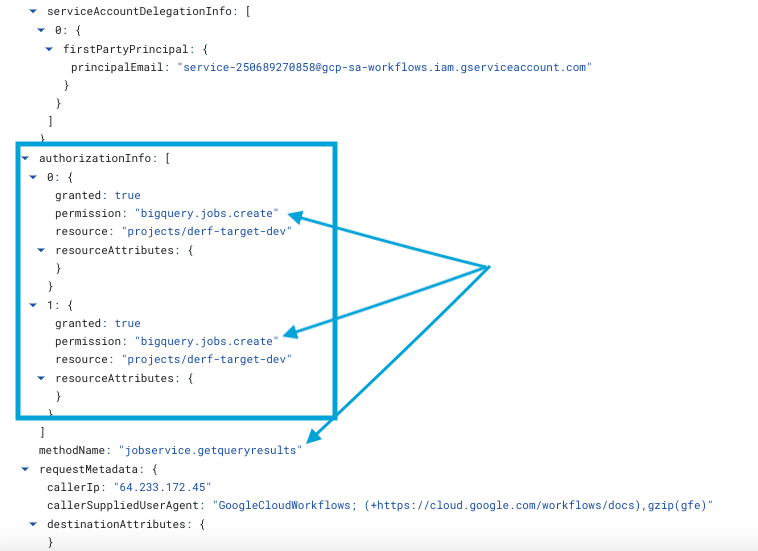 serviceAccountDelegationInfo: [
0: {
firstPartyPrincipal: {
principalEmail: "service-250689270858@gcp-sa-workflows.iam.gserviceaccount.com"
}
}
]
}
authorizationInfo: [
0: {
granted: true
permission: "bigquery.jobs.create"
resource: "projects/derf-target-dev"
resourceAttributes: {
}
}
1: {
granted: true
permission: "bigquery.jobs.create"
resource: "projects/derf-target-dev"
resourceAttributes: {
}
}
]
methodName: "jobservice.getqueryresults"
requestMetadata: {
callerIp: "64.233.172.45"
callerSuppliedUserAgent: "GoogleCloudWorkflows; (+https://cloud.google.com/workflows/docs),gzip(gfe)"
destinationAttributes: {
}